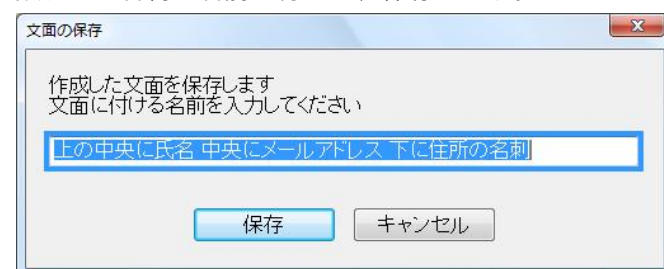 文面の保存
作成した文面を保存します
文面に付ける名前を入力してください
上の中央に氏名 中央にメールアドレス 下に住所の名刺
保存
キャンセル